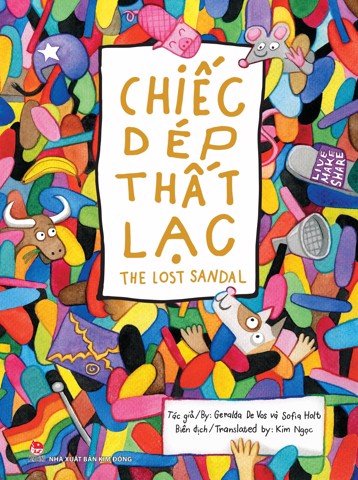 CHIẾC
DÉP
THẤT
LẠC
THE LOST SANDAL
LIVE
MAKE
SHARE
Tác giả/By: Geralda De Vos và Sofia Holt
Biên dịch/Translated by: Kim Ngọc
NHÀ XUẤT BẢN KIM ĐỒNG